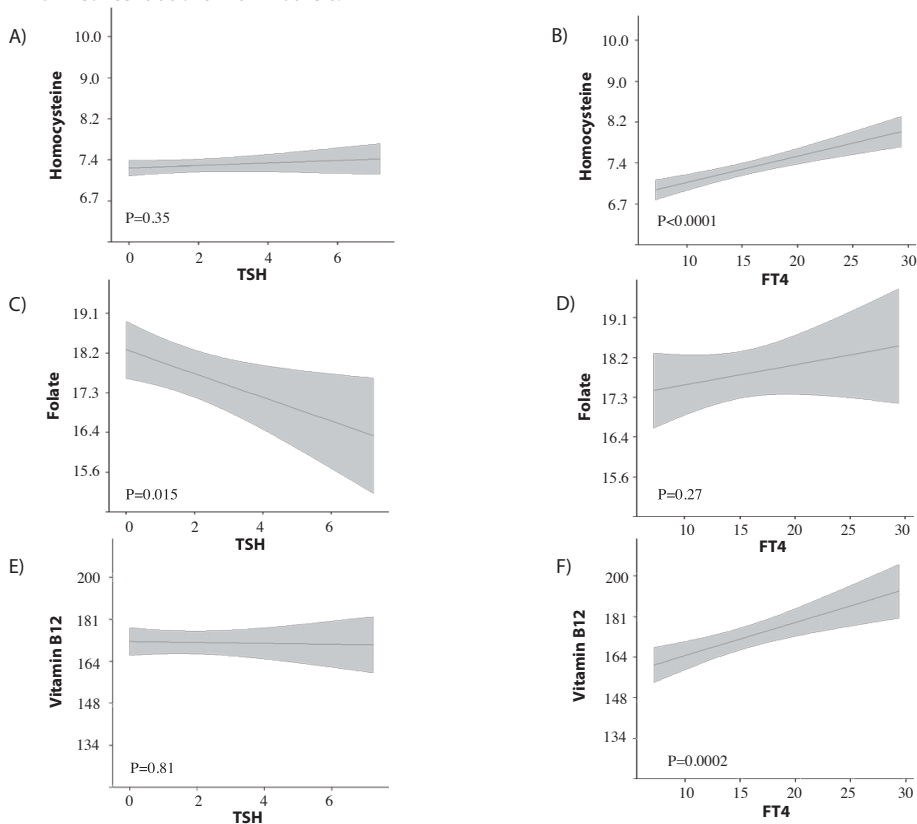 A)
Homocysteine
10.0
9.0
8.2
7.4
6.7
P=0.35
0 2 4 6
TSH
B)
Homocysteine
10.0
9.0
8.2
7.4
6.7
P<0.0001
10 15 20 25 30
FT4
C)
Folate
19.1
18.2
17.3
16.4
15.6
P=0.015
0 2 4 6
TSH
D)
Folate
19.1
18.2
17.3
16.4
15.6
P=0.27
10 15 20 25 30
FT4
E)
Vitamin B12
200
181
164
148
134
P=0.81
0 2 4 6
TSH
F)
Vitamin B12
200
181
164
148
134
P=0.0002
10 15 20 25 30
FT4